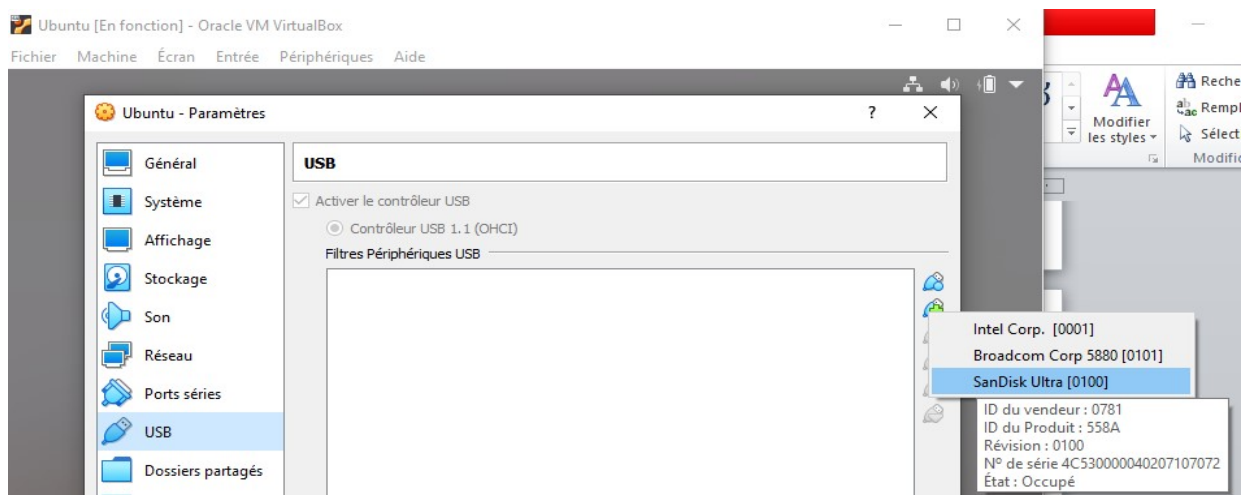 Ubuntu [En fonction] - Oracle VM VirtualBox
Fichier Machine Écran Entrée Périphériques Aide
Ubuntu - Paramètres
?
Général
Système
Affichage
Stockage
Son
Réseau
Ports séries
USB
Dossiers partagés
USB
Activer le contrôleur USB
Contrôleur USB 1.1 (OHCI)
Filtres Périphériques USB
Intel Corp. [0001]
Broadcom Corp 5880 [0101]
SanDisk Ultra [0100]
ID du vendeur : 0781
ID du Produit : 558A
Révision : 0100
Nº de série 4C530000040207107072
État : Occupé
Modifier
les styles
Reche
Rempl
Sélect
Modific